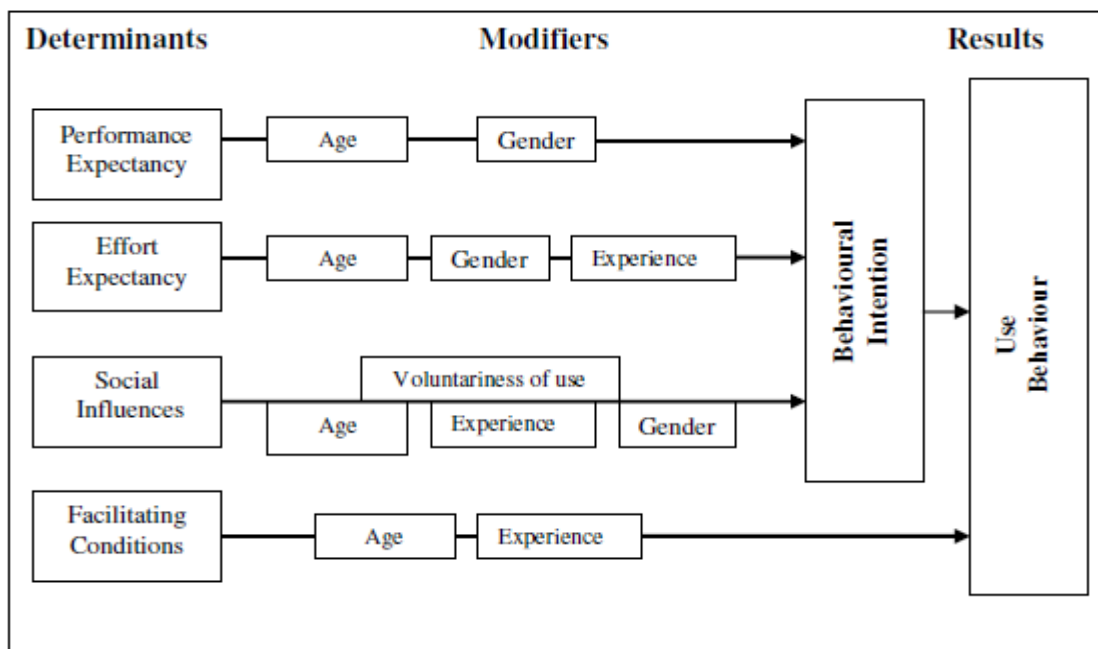 Determinants Modifiers Results
Performance
Expectancy
Age
Gender
Effort
Expectancy
Age
Gender
Experience
Social
Influences
Voluntariness of use
Age
Experience
Gender
Facilitating
Conditions
Age
Experience
Behavioural
Intention
Use
Behaviour